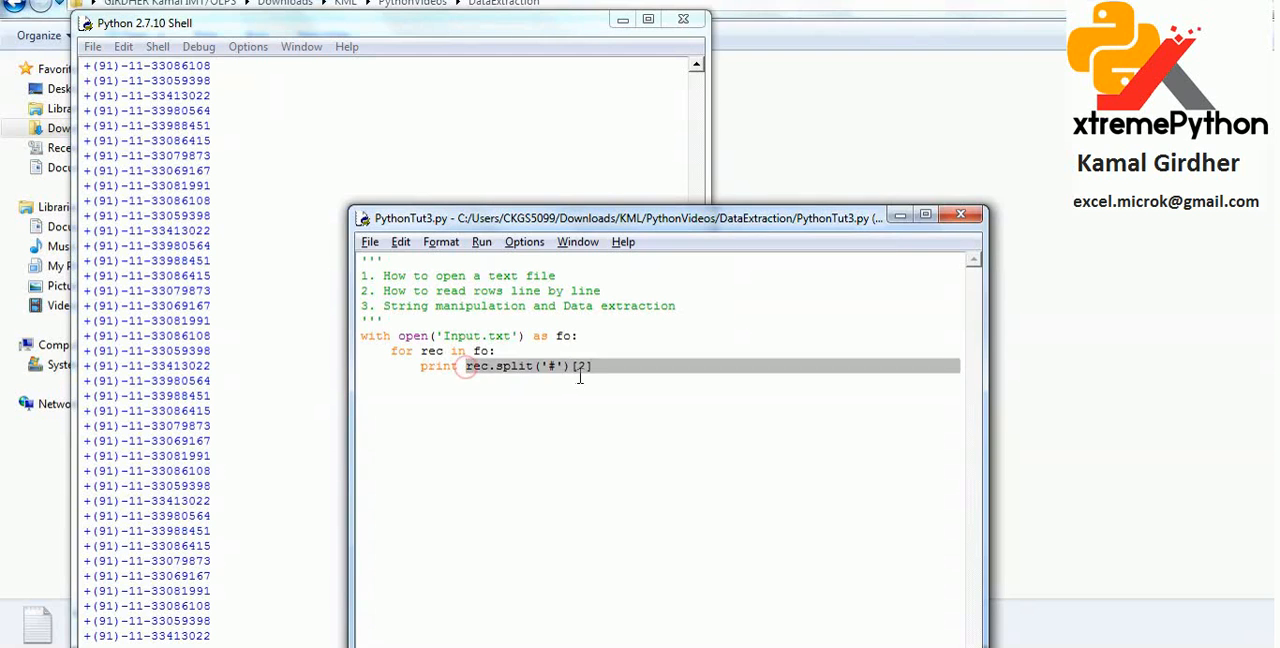 GIRDHER Kamal IMT/OLPS
Downloads
KML
PythonVideos
DataExtraction
Python 2.7.10 Shell
Organize
File Edit Shell Debug Options Window Help
+(91)-11-33086108
+(91)-11-33059398
+(91)-11-33413022
+(91)-11-33980564
+(91)-11-33988451
+(91)-11-33086415
+(91)-11-33079873
+(91)-11-33069167
+(91)-11-33081991
+(91)-11-33086108
+(91)-11-33059398
+(91)-11-33413022
+(91)-11-33980564
+(91)-11-33988451
+(91)-11-33086415
+(91)-11-33079873
+(91)-11-33069167
+(91)-11-33081991
+(91)-11-33086108
+(91)-11-33059398
+(91)-11-33413022
+(91)-11-33980564
+(91)-11-33988451
+(91)-11-33086415
+(91)-11-33079873
+(91)-11-33069167
+(91)-11-33081991
+(91)-11-33086108
+(91)-11-33059398
+(91)-11-33413022
+(91)-11-33980564
+(91)-11-33988451
+(91)-11-33086415
+(91)-11-33079873
+(91)-11-33069167
+(91)-11-33081991
+(91)-11-33086108
+(91)-11-33059398
+(91)-11-33413022
Favori
Desk
Libra
Dow
Rece
Docu
Librari
Docu
Mus
My P
Pictu
Vide
Comp
Syste
Netwo
PythonTut3.py - C:/Users/CKGS5099/Downloads/KML/PythonVideos/DataExtraction/PythonTut3.py (...
File Edit Format Run Options Window Help
'''
1. How to open a text file
2. How to read rows line by line
3. String manipulation and Data extraction
'''
with open('Input.txt') as fo:
for rec in fo:
print rec.split('#')[2]
xtremePython
Kamal Girdher
excel.microk@gmail.com